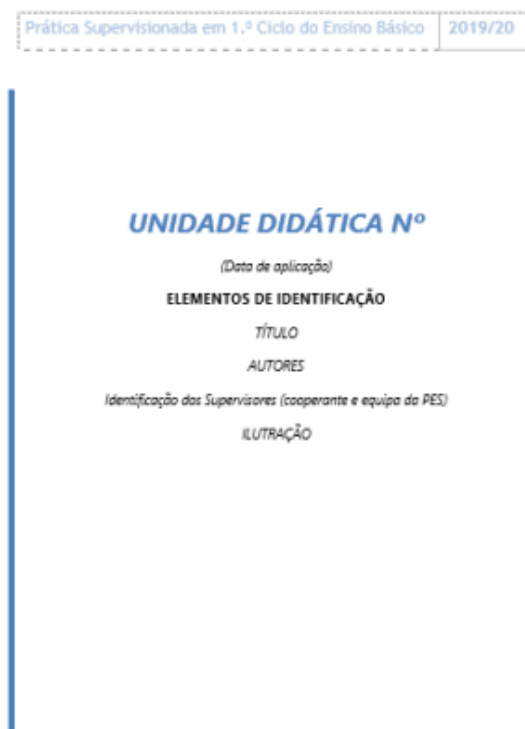 Prática Supervisionada em 1.º Ciclo do Ensino Básico 2019/20
UNIDADE DIDÁTICA Nº
(Data de aplicação)
ELEMENTOS DE IDENTIFICAÇÃO
TÍTULO
AUTORES
Identificação dos Supervisores (cooperante e equipa da PES)
ILUTRAÇÃO